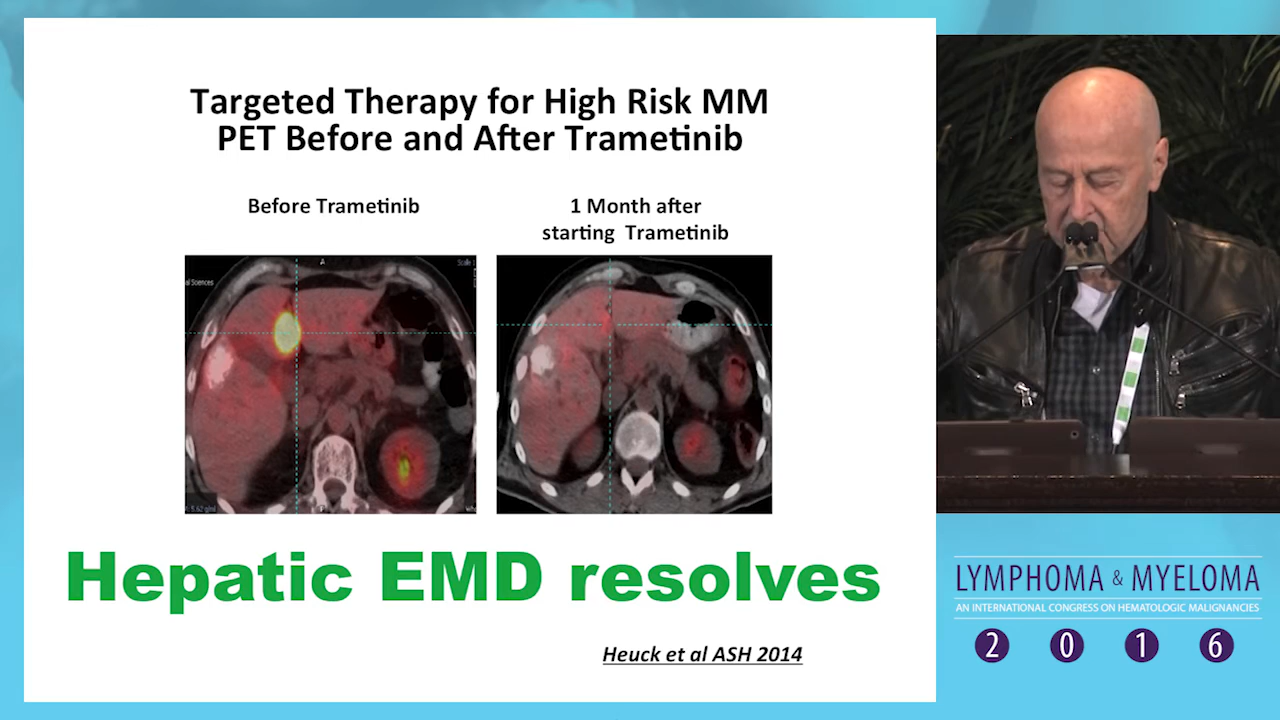 Targeted Therapy for High Risk MM
PET Before and After Trametinib
Before Trametinib
1 Month after
starting Trametinib
A
al Sciences
Hepatic EMD resolves
Heuck et al ASH 2014
LYMPHOMA & MYELOMA
AN INTERNATIONAL CONGRESS ON HEMATOLOGIC MALIGNANCIES
2 0 1 6